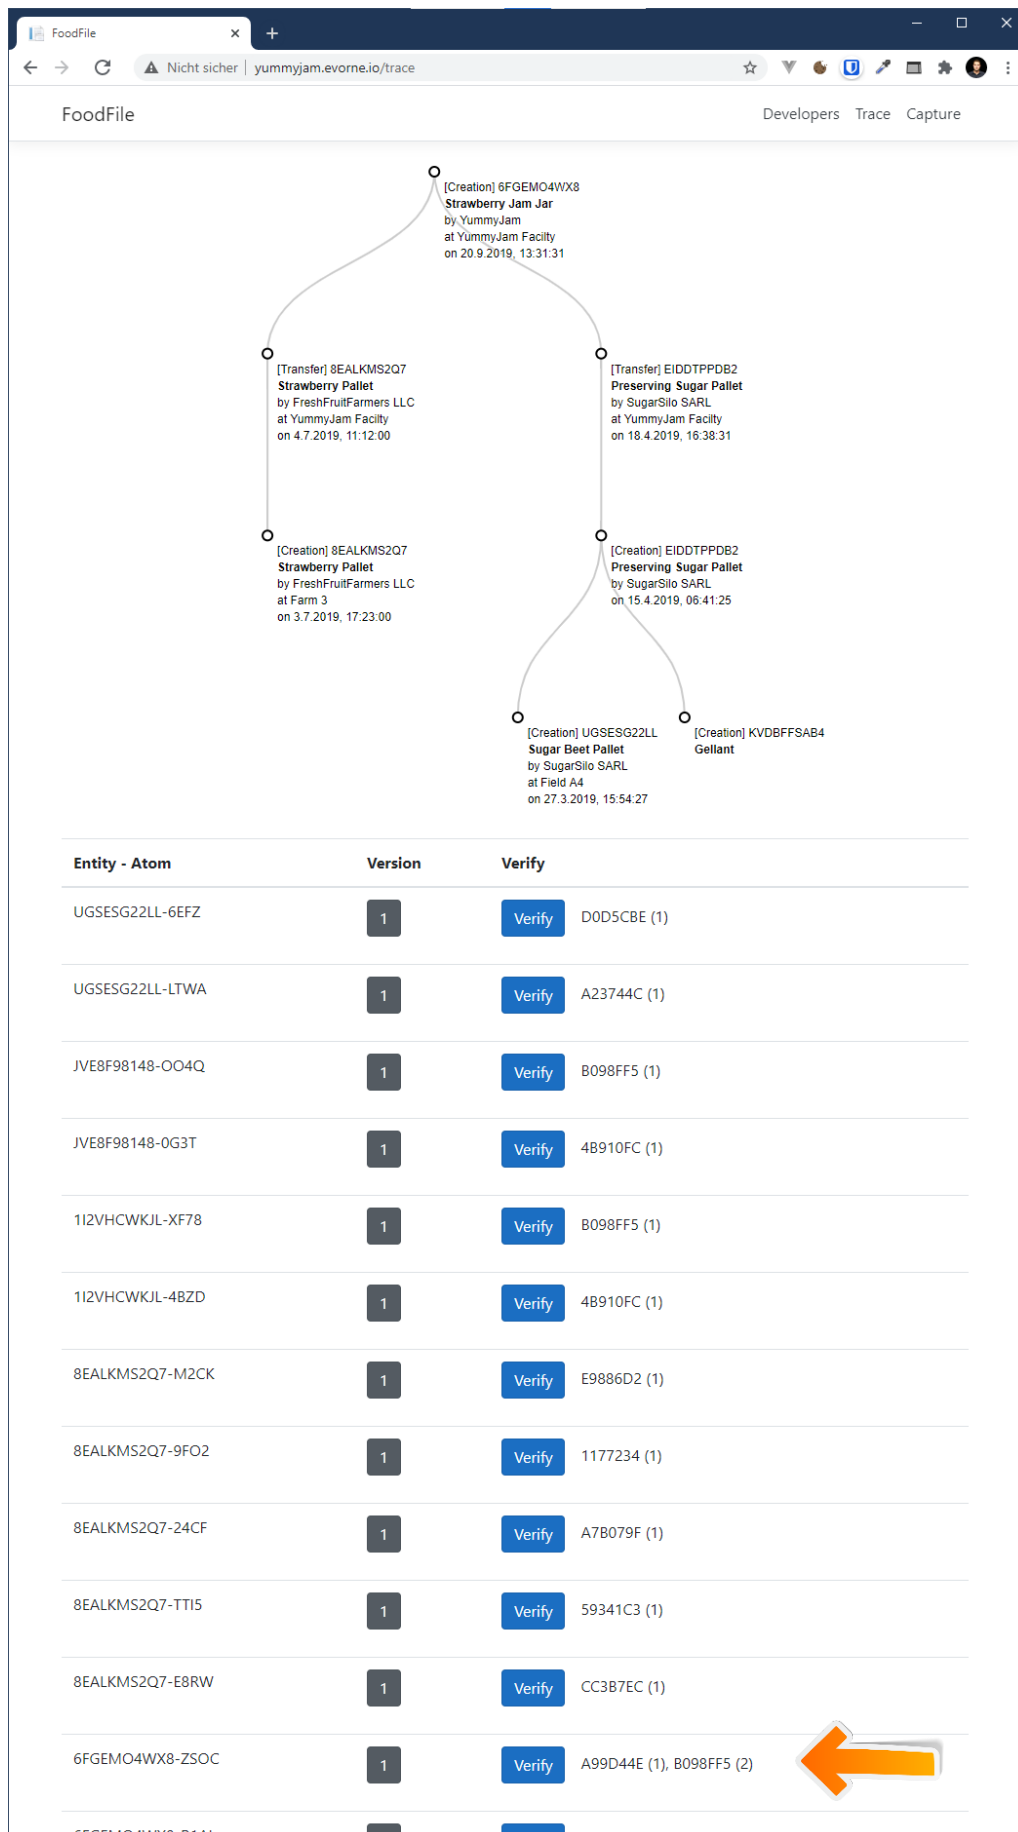 FoodFile
Nicht sicher | yummyjam.evorne.io/trace
FoodFile
Developers Trace Capture
[Creation] 6FGEMO4WX8
Strawberry Jam Jar
by YummyJam
at YummyJam Facilty
on 20.9.2019, 13:31:31
[Transfer] 8EALKMS2Q7
Strawberry Pallet
by FreshFruitFarmers LLC
at YummyJam Facilty
on 4.7.2019, 11:12:00
[Transfer] EIDDTPPDB2
Preserving Sugar Pallet
by SugarSilo SARL
at YummyJam Facilty
on 18.4.2019, 16:38:31
[Creation] 8EALKMS2Q7
Strawberry Pallet
by FreshFruitFarmers LLC
at Farm 3
on 3.7.2019, 17:23:00
[Creation] EIDDTPPDB2
Preserving Sugar Pallet
by SugarSilo SARL
on 15.4.2019, 06:41:25
[Creation] UGSESG22LL
Sugar Beet Pallet
by SugarSilo SARL
at Field A4
on 27.3.2019, 15:54:27
[Creation] KVDBFFSAB4
Gellant
Entity - Atom Version Verify
UGSESG22LL-6EFZ 1 Verify D0D5CBE (1)
UGSESG22LL-LTWA 1 Verify A23744C (1)
JVE8F98148-OO4Q 1 Verify B098FF5 (1)
JVE8F98148-0G3T 1 Verify 4B910FC (1)
1I2VHCWKJL-XF78 1 Verify B098FF5 (1)
1I2VHCWKJL-4BZD 1 Verify 4B910FC (1)
8EALKMS2Q7-M2CK 1 Verify E9886D2 (1)
8EALKMS2Q7-9FO2 1 Verify 1177234 (1)
8EALKMS2Q7-24CF 1 Verify A7B079F (1)
8EALKMS2Q7-TTI5 1 Verify 59341C3 (1)
8EALKMS2Q7-E8RW 1 Verify CC3B7EC (1)
6FGEMO4WX8-ZSOC 1 Verify A99D44E (1), B098FF5 (2)